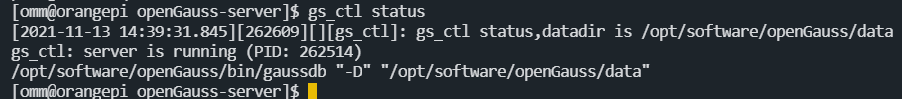 [omm@orangepi openGauss-server]$ gs_ctl status
[2021-11-13 14:39:31.845][262609][][gs_ctl]: gs_ctl status,datadir is /opt/software/openGauss/data
gs_ctl: server is running (PID: 262514)
/opt/software/openGauss/bin/gaussdb "-D" "/opt/software/openGauss/data"
[omm@orangepi openGauss-server]$